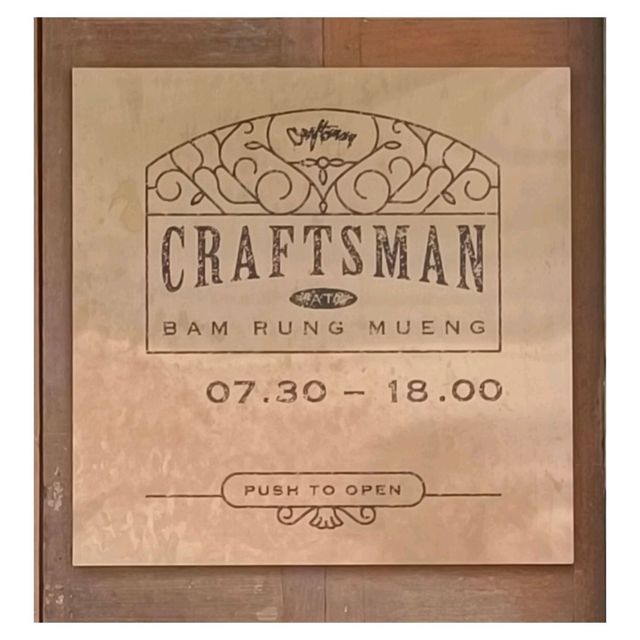 Craftsman
CRAFTSMAN
AT
BAM RUNG MUENG
07.30 – 18.00
PUSH TO OPEN